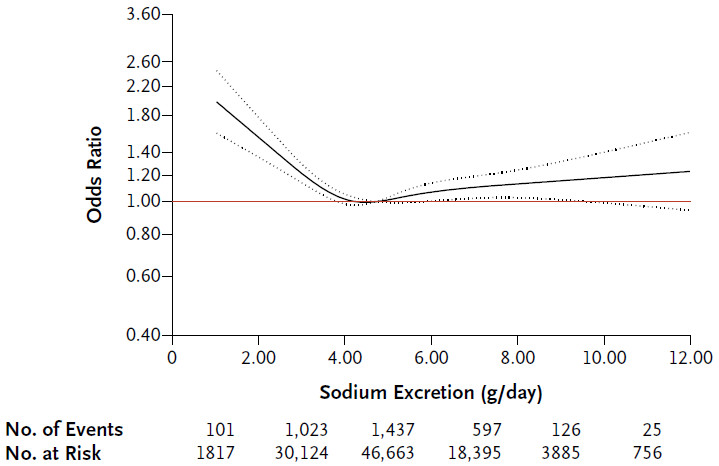 3.60
2.60
2.20
1.80
1.40
1.20
1.00
0.80
0.60
0.40
Odds Ratio
0 2.00 4.00 6.00 8.00 10.00 12.00
Sodium Excretion (g/day)
No. of Events 101 1,023 1,437 597 126 25
No. at Risk 1817 30,124 46,663 18,395 3885 756